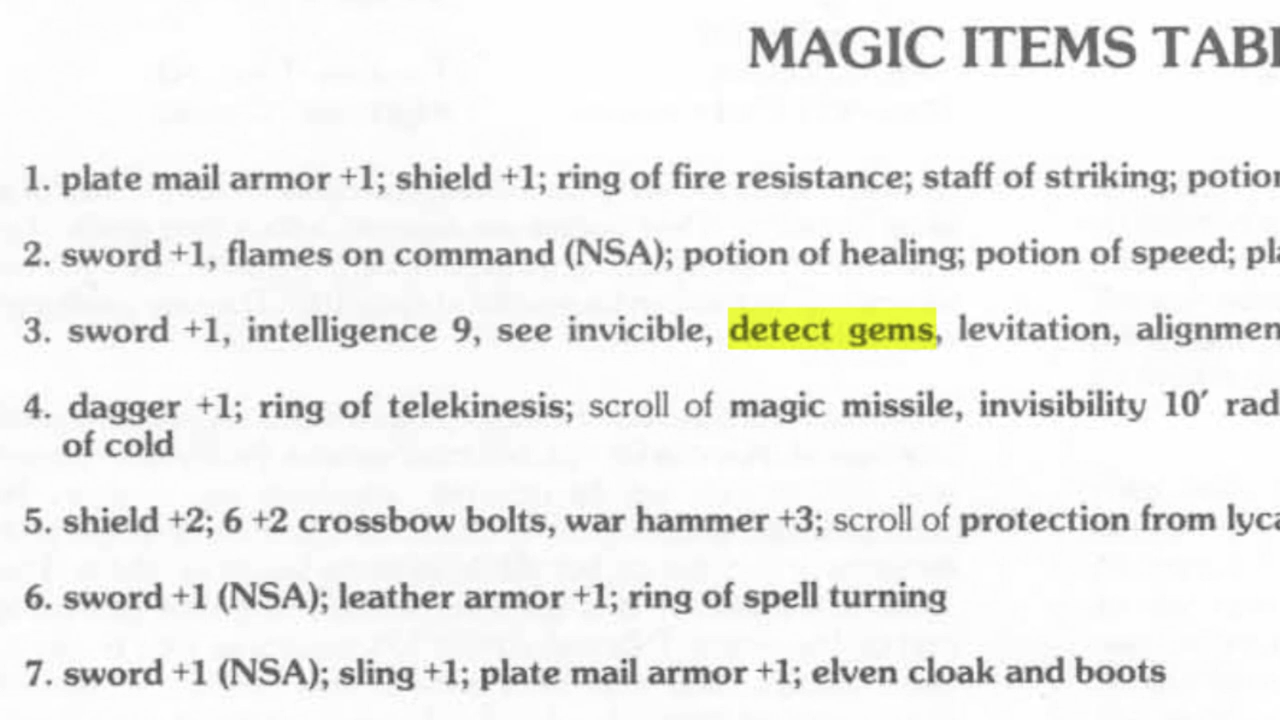 MAGIC ITEMS TAB
1. plate mail armor +1; shield +1; ring of fire resistance; staff of striking; potio
2. sword +1, flames on command (NSA); potion of healing; potion of speed; pl
3. sword +1, intelligence 9, see invicible, detect gems, levitation, alignmen
4. dagger +1; ring of telekinesis; scroll of magic missile, invisibility 10′ rad
of cold
5. shield +2; 6 +2 crossbow bolts, war hammer +3; scroll of protection from lyc
6. sword +1 (NSA); leather armor +1; ring of spell turning
7. sword +1 (NSA); sling +1; plate mail armor +1; elven cloak and boots